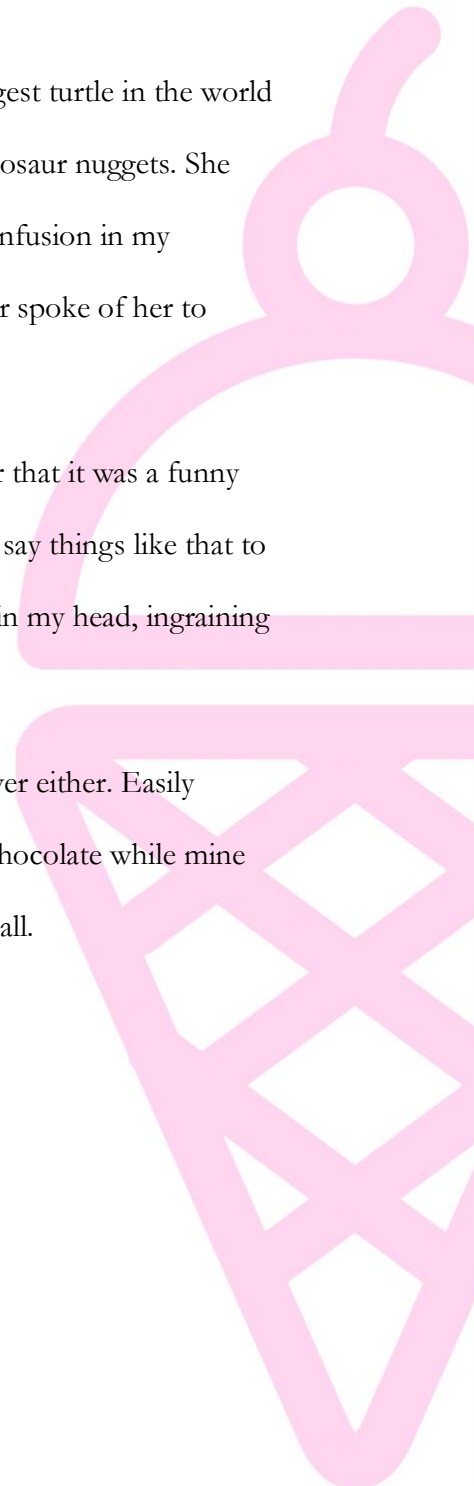 gest turtle in the world
osaur nuggets. She
nfusion in my
r spoke of her to
r that it was a funny
say things like that to
in my head, ingraining
ver either. Easily
hocolate while mine
all.